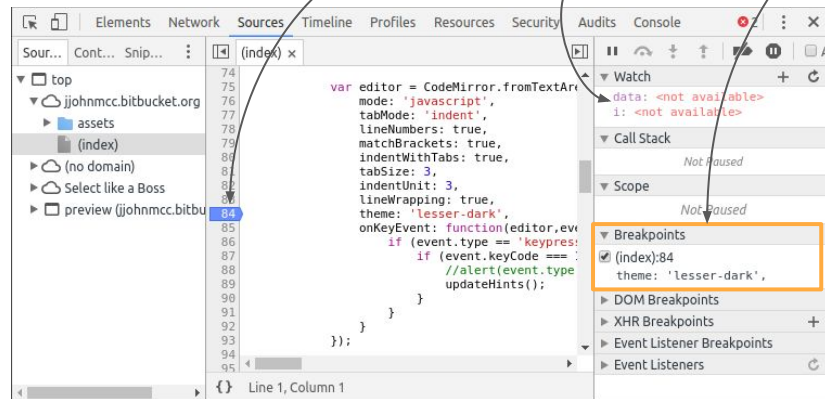 Elements Network Sources Timeline Profiles Resources Security Audits Console 2
Sour... Cont... Snip...
(index) ×
top
jjohnmcc.bitbucket.org
assets
(index)
(no domain)
Select like a Boss
preview (jjohnmcc.bitbu
74
75 var editor = CodeMirror.fromTextAre
76 mode: 'javascript',
77 tabMode: 'indent',
78 lineNumbers: true,
79 matchBrackets: true,
80 indentWithTabs: true,
81 tabSize: 3,
82 indentUnit: 3,
83 lineWrapping: true,
84 theme: 'lesser-dark',
85 onKeyEvent: function(editor,eve
86 if (event.type == 'keypress
87 if (event.keyCode ===
88 //alert(event.type
89 updateHints();
90 }
91 }
92 }
93 });
94
95
{} Line 1, Column 1
Watch
data: <not available>
i: <not available>
Call Stack
Not Paused
Scope
Not Paused
Breakpoints
(index):84
theme: 'lesser-dark',
DOM Breakpoints
XHR Breakpoints
Event Listener Breakpoints
Event Listeners